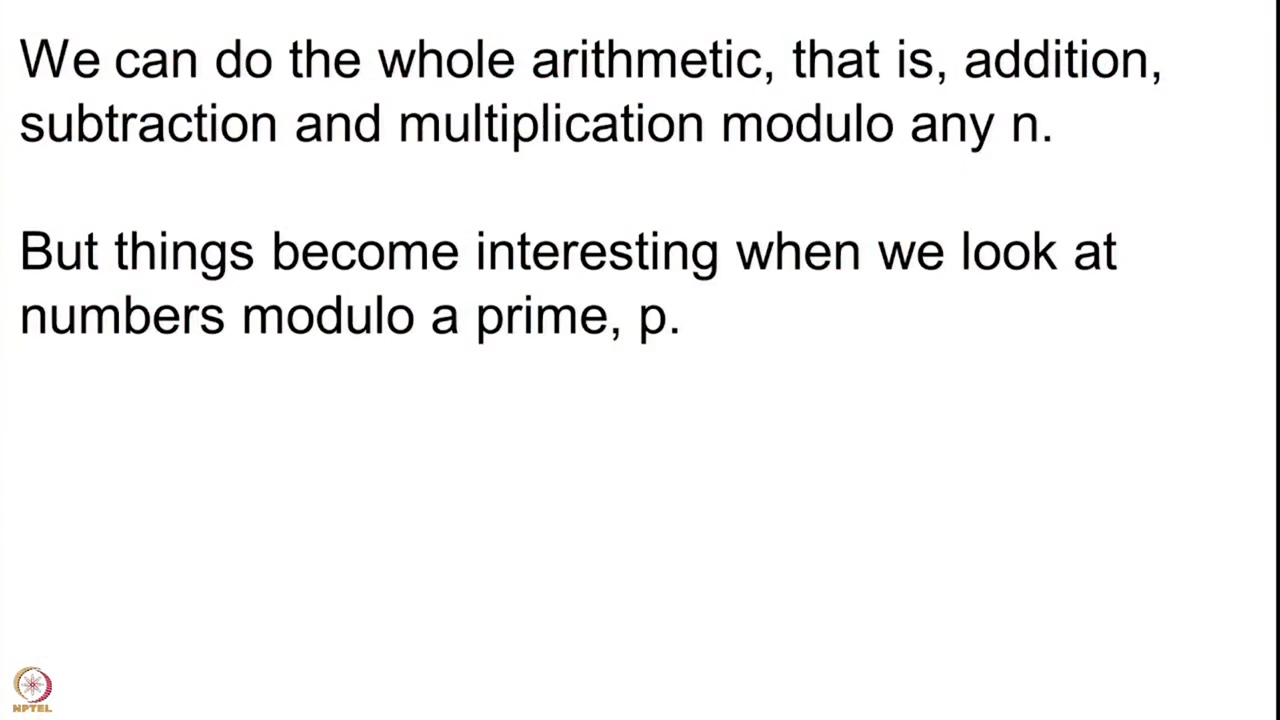 We can do the whole arithmetic, that is, addition,
subtraction and multiplication modulo any n.
But things become interesting when we look at
numbers modulo a prime, p.
NPTEL